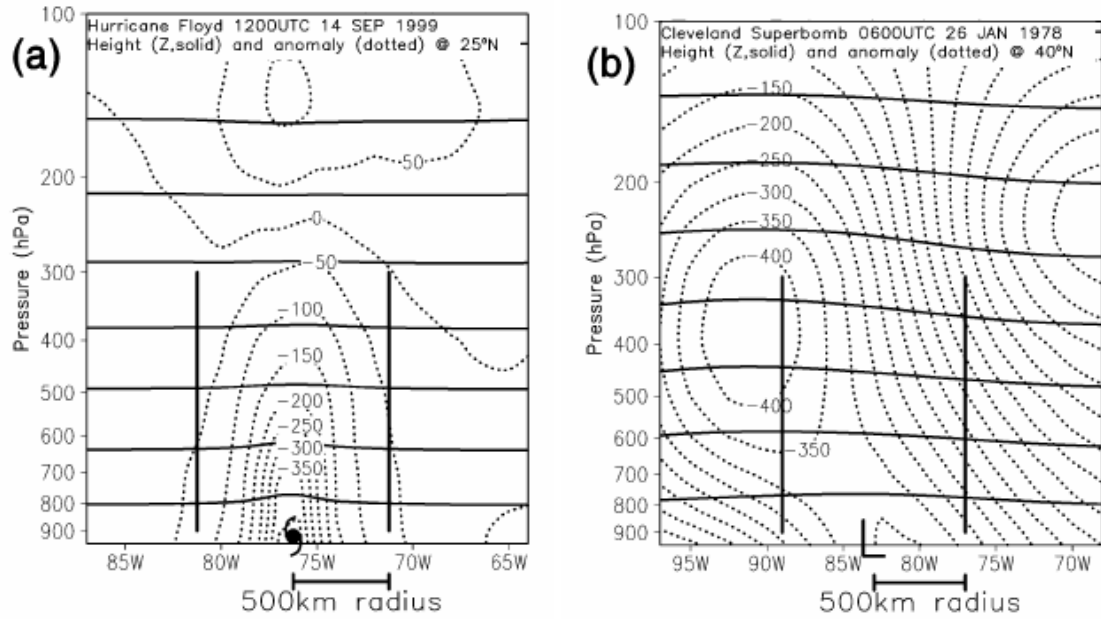 (a)
Hurricane Floyd 1200UTC 14 SEP 1999
Height (Z,solid) and anomaly (dotted) @ 25°N
Pressure (hPa)
100
200
300
400
500
600
700
800
900
50
-0
-50
-100
-150
-200
-250
-300
-350
85W 80W 75W 70W
500km radius
(b)
Cleveland Superbomb 0600UTC 26 JAN 1978
Height (Z,solid) and anomaly (dotted) @ 40°N
Pressure (hPa)
100
200
300
400
500
600
700
800
900
-150
-200
-250
-300
-350
-400
-400
-350
L
95W 90W 85W 80W 75W 70W
500km radius